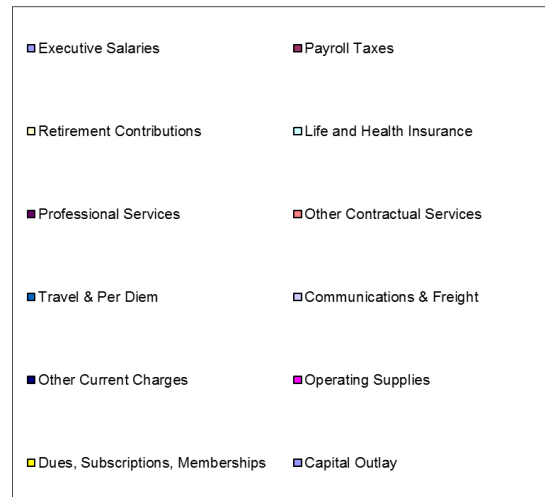 Executive Salaries
Payroll Taxes
Retirement Contributions
Life and Health Insurance
Professional Services
Other Contractual Services
Travel & Per Diem
Communications & Freight
Other Current Charges
Operating Supplies
Dues, Subscriptions, Memberships
Capital Outlay